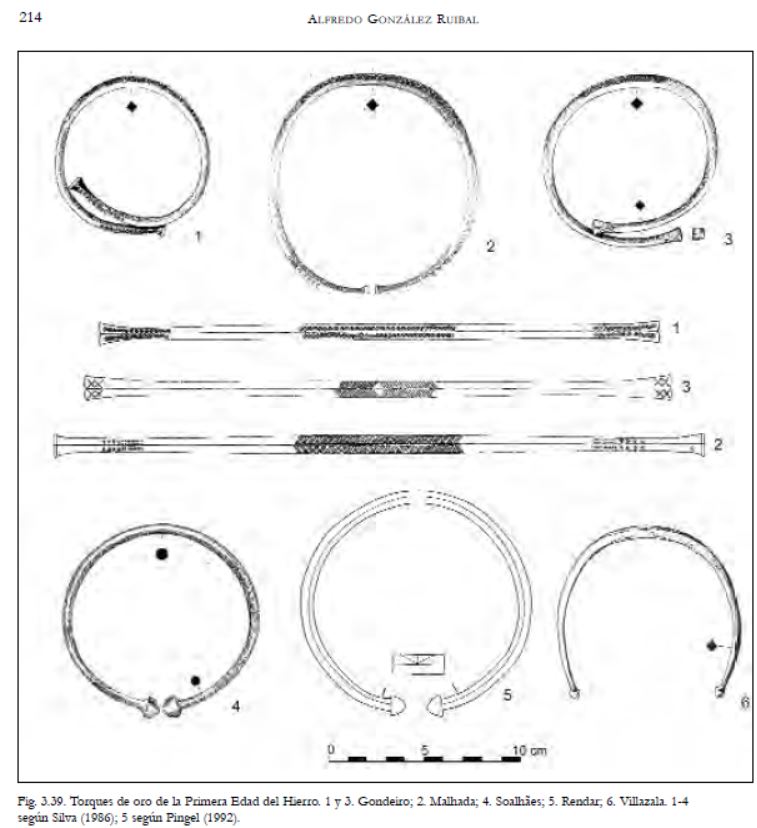 214
ALFREDO GONZÁLEZ RUIBAL
1
2
3
1
3
2
4
5
6
0 5 10 cm
Fig. 3.39. Torques de oro de la Primera Edad del Hierro. 1 y 3. Gondeiro; 2. Malhada; 4. Soalhães; 5. Rendar; 6. Villazala. 1-4
según Silva (1986); 5 según Pingel (1992).